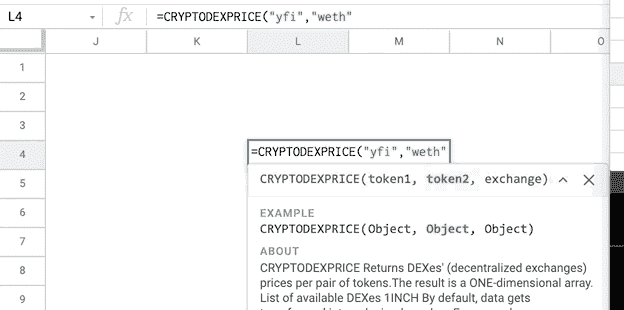 L4 fx =CRYPTODEXPRICE("yfi","weth"
J K L M N O
1
2
3
4 =CRYPTODEXPRICE("yfi","weth"
5 CRYPTODEXPRICE(token1, token2, exchange)
6 EXAMPLE
7 CRYPTODEXPRICE(Object, Object, Object)
ABOUT
8 CRYPTODEXPRICE Returns DEXes' (decentralized exchanges)
prices per pair of tokens.The result is a ONE-dimensional array.
9 List of available DEXes 1INCH By default, data gets